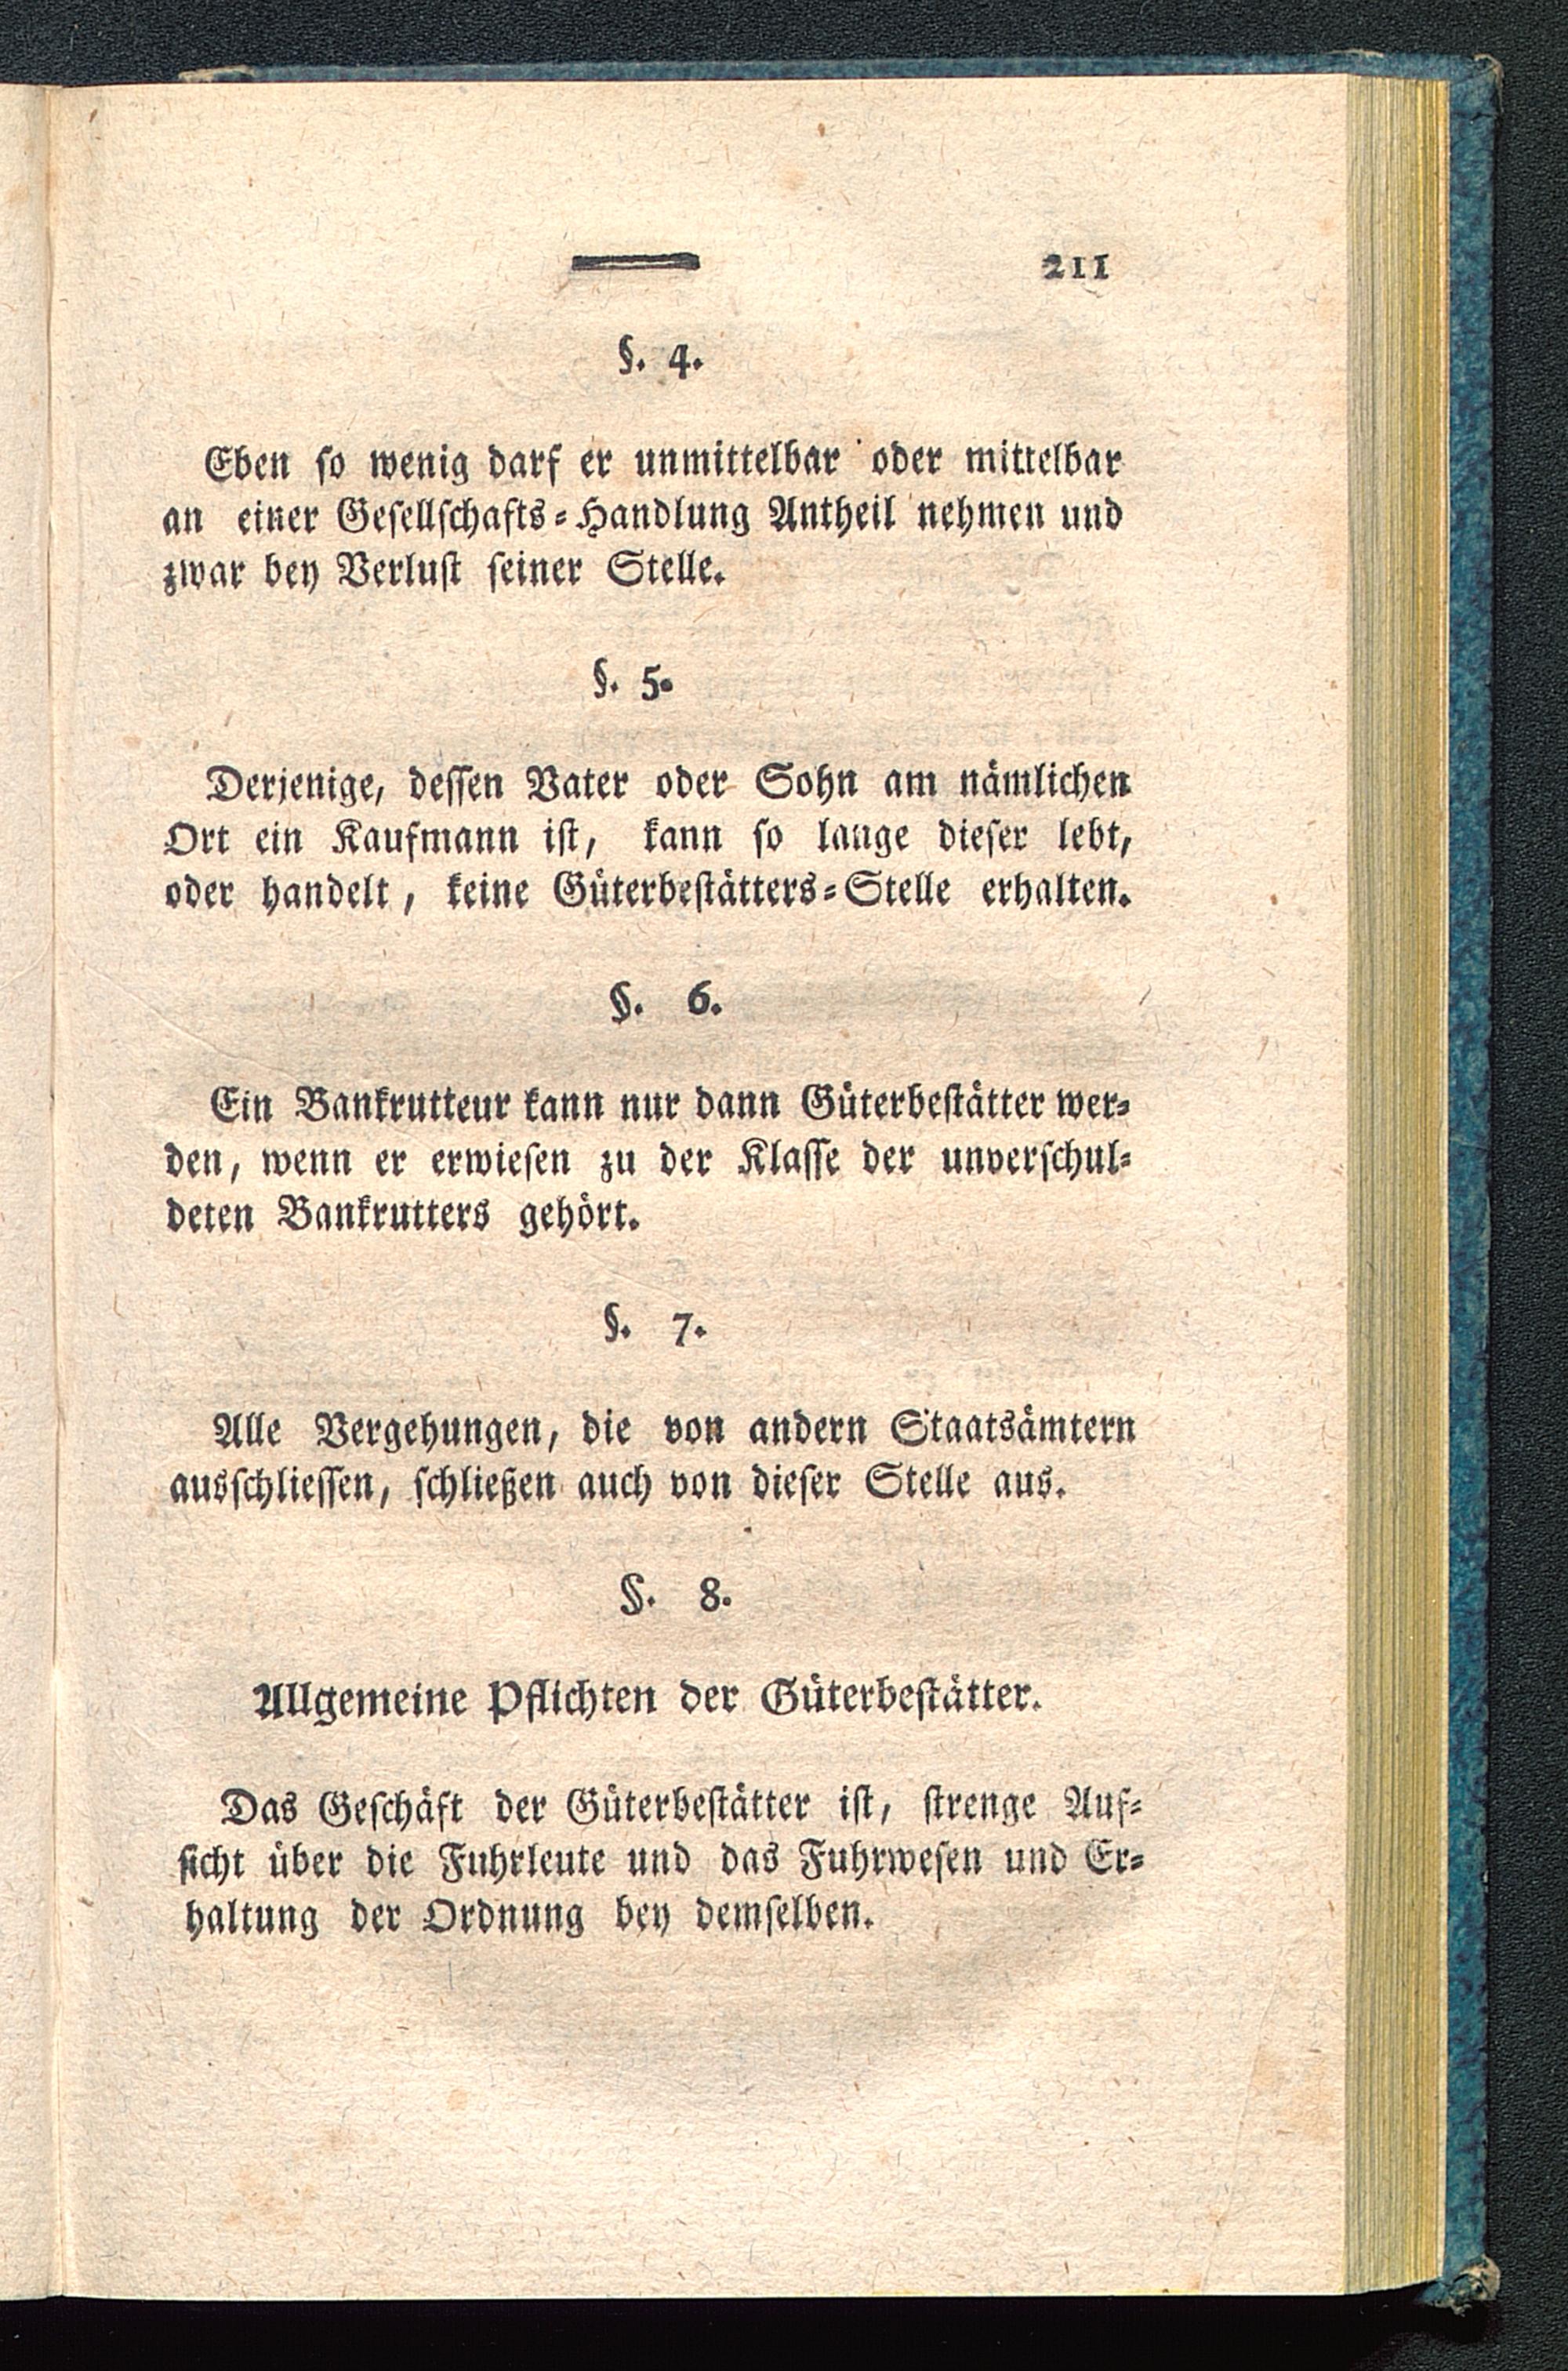 211
§. 4.
Eben so wenig darf er unmittelbar oder mittelbar
an einer Gesellschafts-Handlung Antheil nehmen und
zwar bey Verlust seiner Stelle.
§. 5.
Derjenige, dessen Vater oder Sohn am nämlichen
Ort ein Kaufmann ist, kann so lange dieser lebt,
oder handelt, keine Güterbestätters-Stelle erhalten.
§. 6.
Ein Bankrutteur kann nur dann Güterbestätter wer-
den, wenn er erwiesen zu der Klasse der unverschul-
deten Bankrutters gehört.
§. 7.
Alle Vergehungen, die von andern Staatsämtern
ausschliessen, schließen auch von dieser Stelle aus.
§. 8.
Allgemeine Pflichten der Güterbestätter.
Das Geschäft der Güterbestätter ist, strenge Auf-
sicht über die Fuhrleute und das Fuhrwesen und Er-
haltung der Ordnung bey demselben.